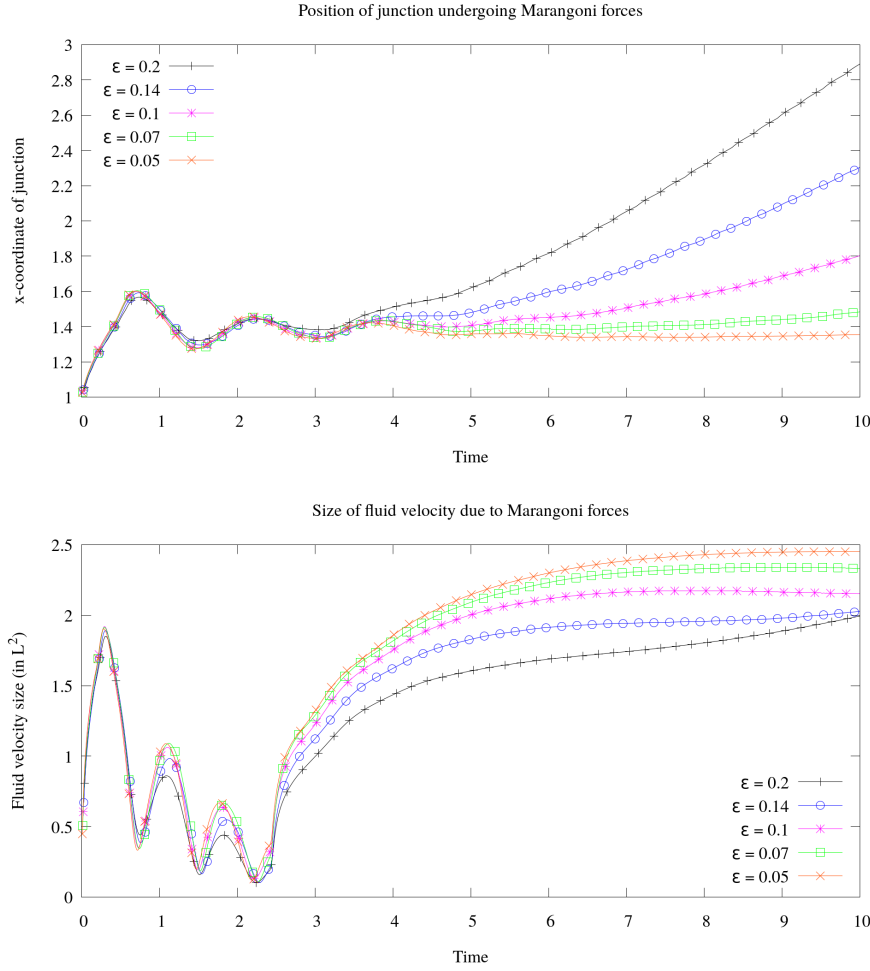 Position of junction undergoing Marangoni forces
x-coordinate of junction
3
2.8
2.6
2.4
2.2
2
1.8
1.6
1.4
1.2
1
ε = 0.2
ε = 0.14
ε = 0.1
ε = 0.07
ε = 0.05
0 1 2 3 4 5 6 7 8 9 10
Time
Size of fluid velocity due to Marangoni forces
Fluid velocity size (in L²)
2.5
2
1.5
1
0.5
0
ε = 0.2
ε = 0.14
ε = 0.1
ε = 0.07
ε = 0.05
0 1 2 3 4 5 6 7 8 9 10
Time